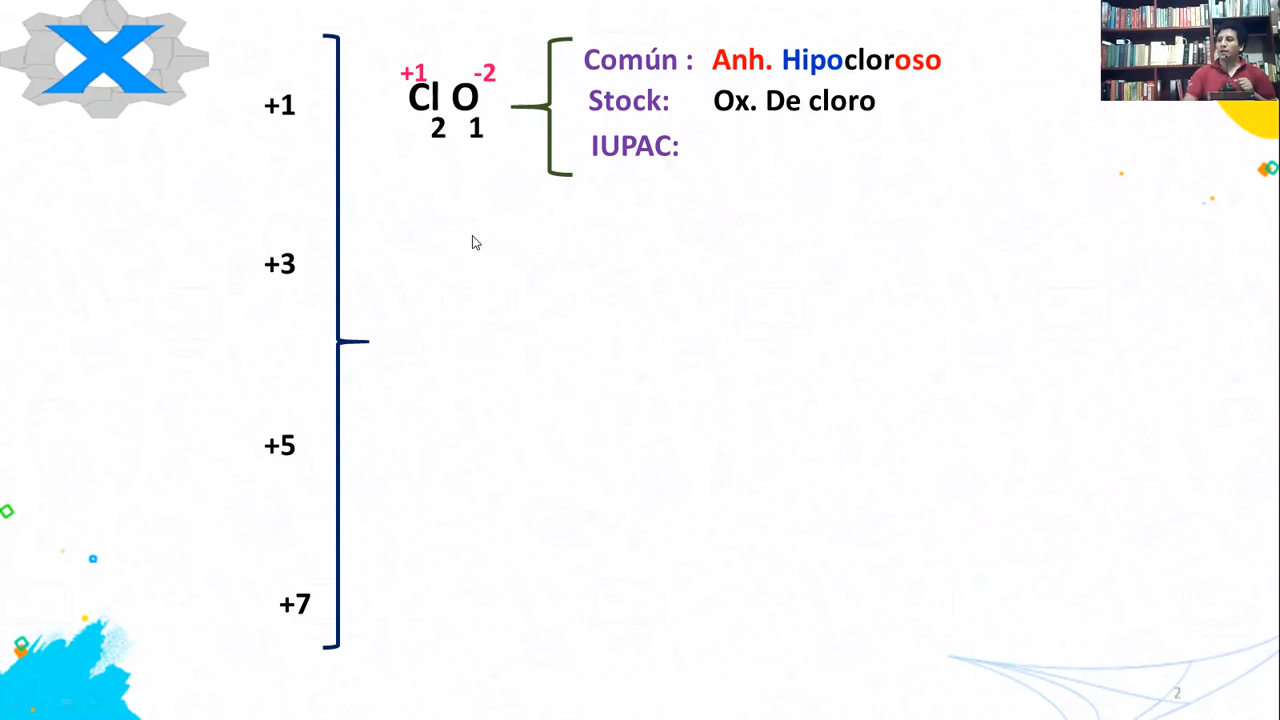 +1
+1 -2
Cl O
2 1
Común : Anh. Hipocloroso
Stock: Ox. De cloro
IUPAC:
+3
+5
+7
2